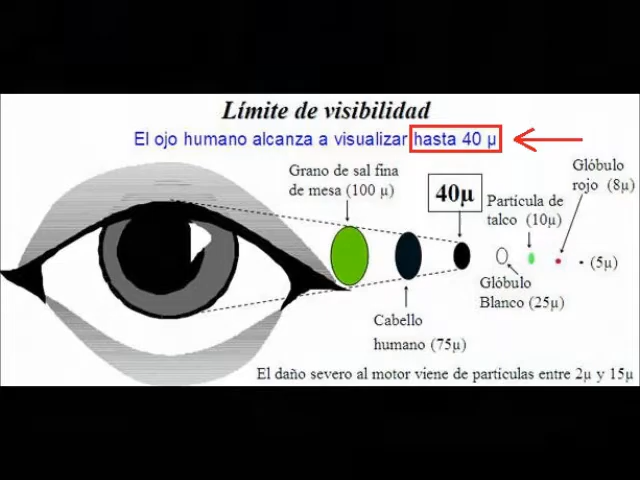 Límite de visibilidad
El ojo humano alcanza a visualizar hasta 40 µ
Grano de sal fina
de mesa (100 µ)
40µ
Partícula de
talco (10µ)
Glóbulo
rojo (8µ)
(5µ)
Glóbulo
Blanco (25µ)
Cabello
humano (75µ)
El daño severo al motor viene de partículas entre 2µ y 15µ